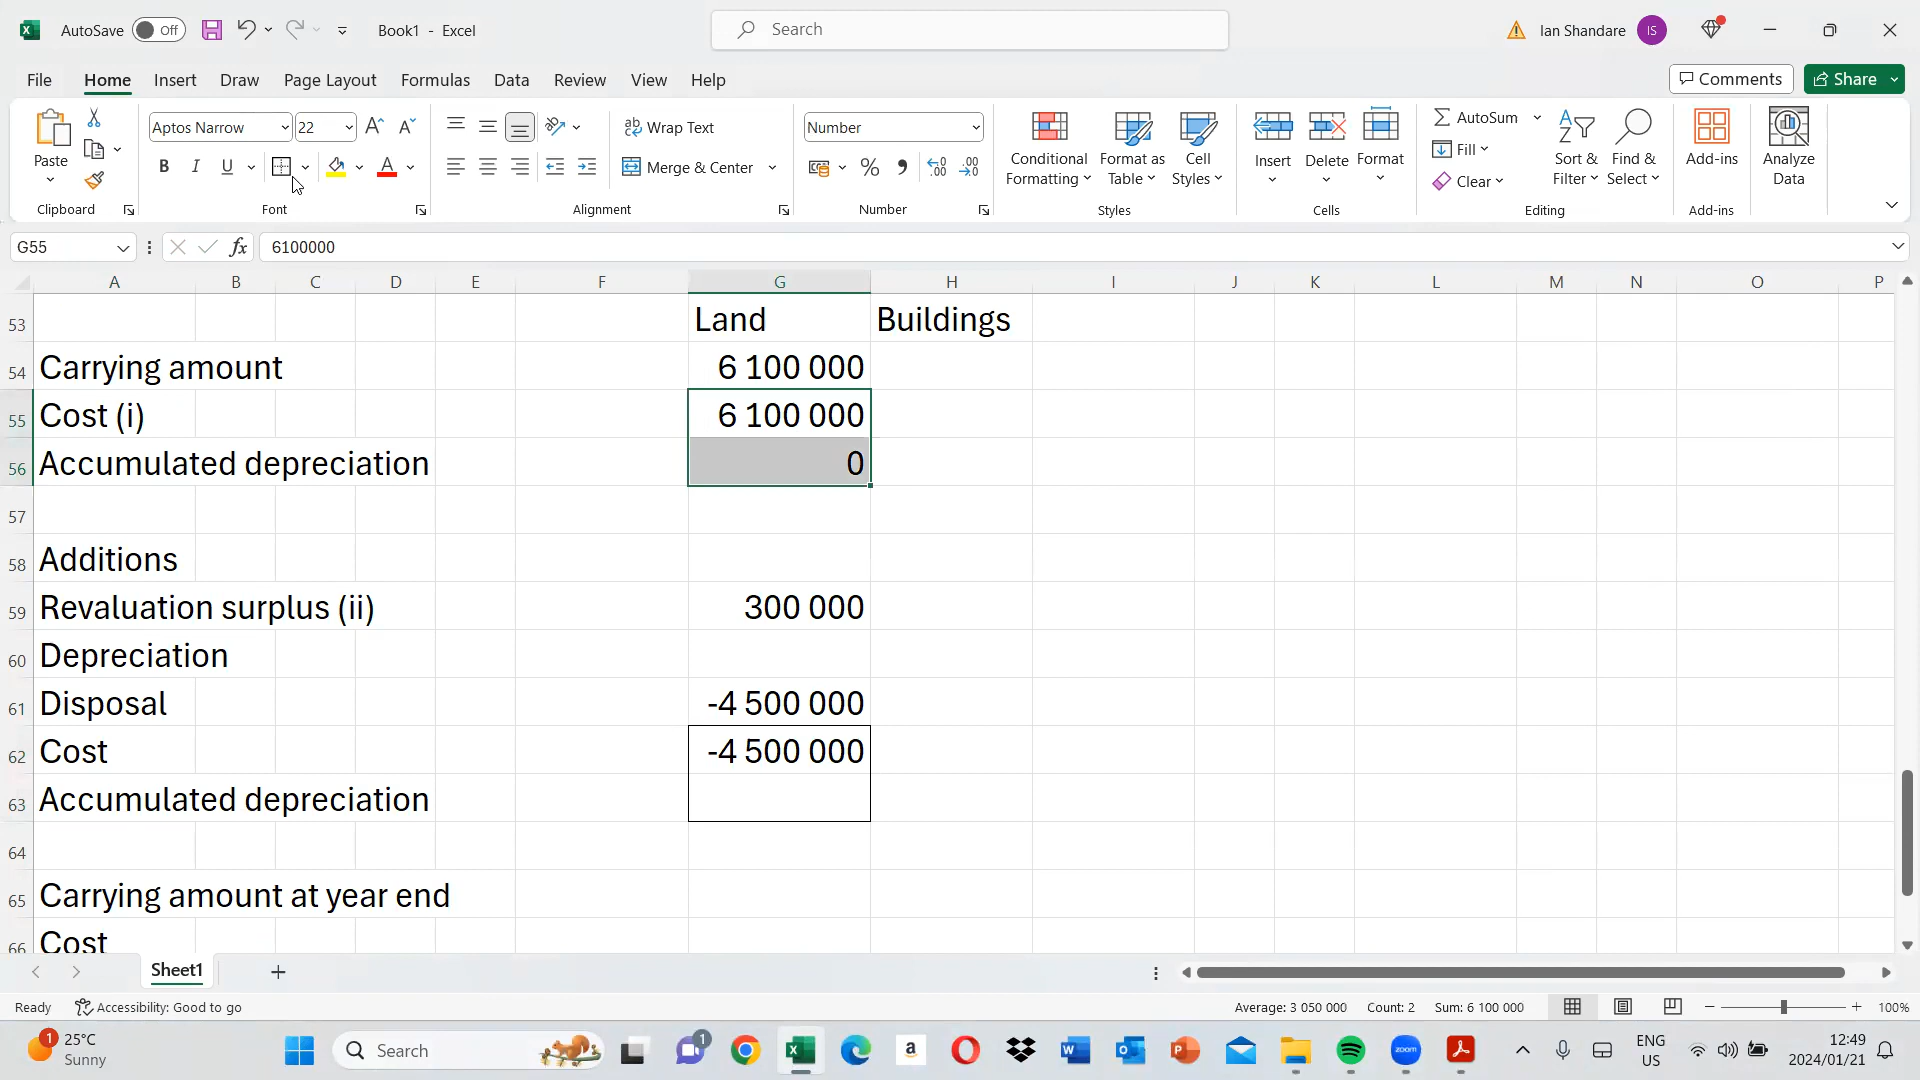 AutoSave Off Book1 - Excel Search Ian Shandare IS
File Home Insert Draw Page Layout Formulas Data Review View Help Comments Share
Paste Aptos Narrow 22 Wrap Text Number Conditional Formatting Format as Table Cell Styles Insert Delete Format AutoSum Fill Clear Sort & Filter Find & Select Add-ins Analyze Data
B I U A Merge & Center
Clipboard Font Alignment Number Styles Cells Editing Add-ins
G55 fx 6100000
A B C D E F G H I J K L M N O P
53 Land Buildings
54 Carrying amount 6 100 000
55 Cost (i) 6 100 000
56 Accumulated depreciation 0
57
58 Additions
59 Revaluation surplus (ii) 300 000
60 Depreciation
61 Disposal -4 500 000
62 Cost -4 500 000
63 Accumulated depreciation
64
65 Carrying amount at year end
66 Cost
Sheet1
Ready Accessibility: Good to go Average: 3 050 000 Count: 2 Sum: 6 100 000 100%
1 25°C Search 1 zoom ENG 12:49
Sunny US 2024/01/21